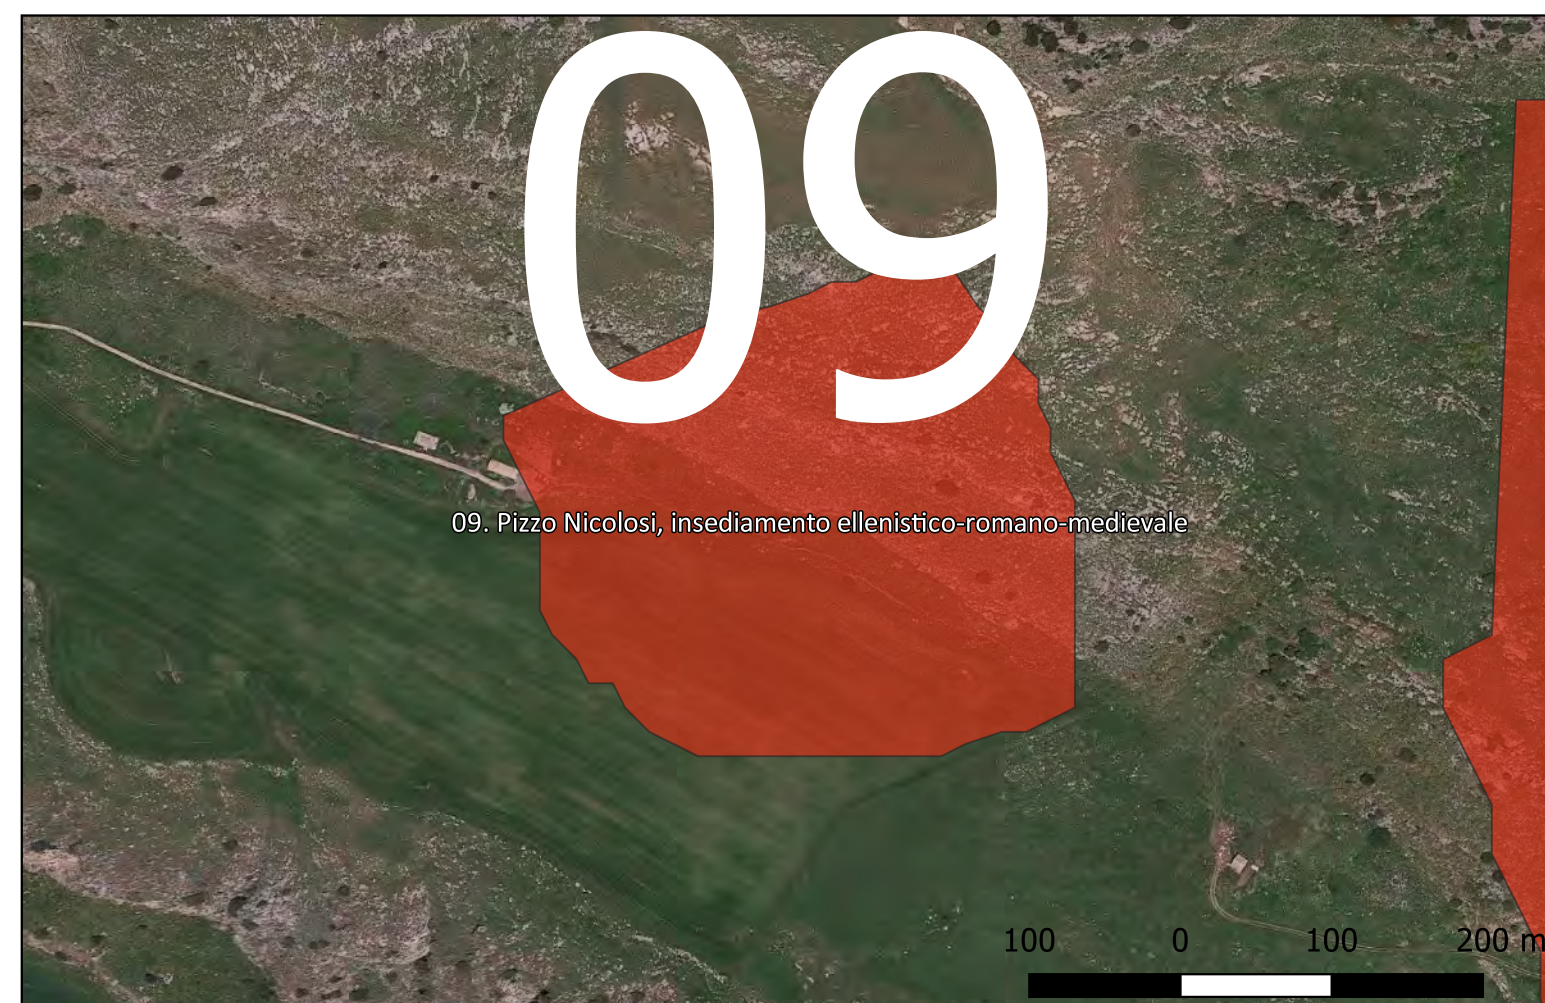 09
09. Pizzo Nicolosi, insediamento ellenistico-romano-medievale
100 0 100 200 m